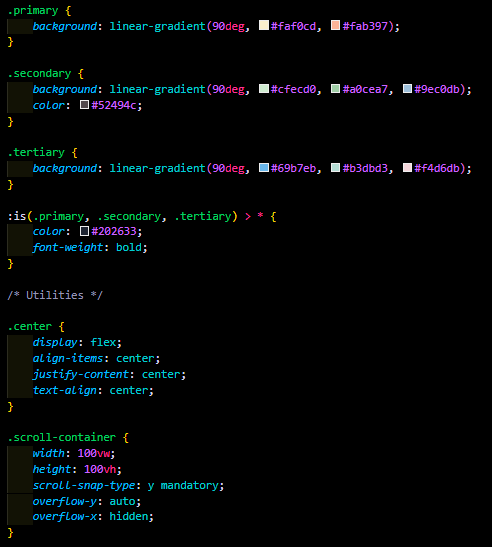 .primary {
    background: linear-gradient(90deg, #faf0cd, #fab397);
}

.secondary {
    background: linear-gradient(90deg, #cfecd0, #a0cea7, #9ec0db);
    color: #52494c;
}

.tertiary {
    background: linear-gradient(90deg, #69b7eb, #b3dbd3, #f4d6db);
}

:is(.primary, .secondary, .tertiary) > * {
    color: #202633;
    font-weight: bold;
}

/* Utilities */

.center {
    display: flex;
    align-items: center;
    justify-content: center;
    text-align: center;
}

.scroll-container {
    width: 100vw;
    height: 100vh;
    scroll-snap-type: y mandatory;
    overflow-y: auto;
    overflow-x: hidden;
}